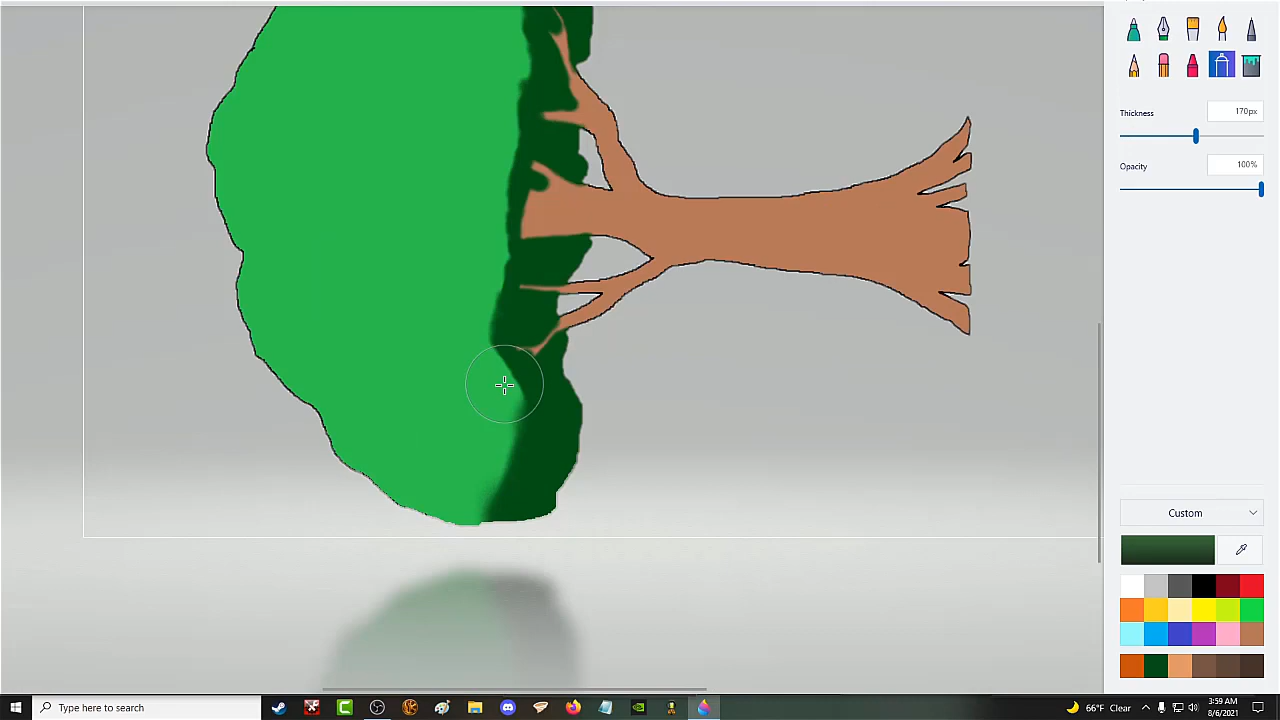 Thickness
170px
Opacity
100%
Custom
Type here to search
66°F Clear
3:59 AM
8/6/2021